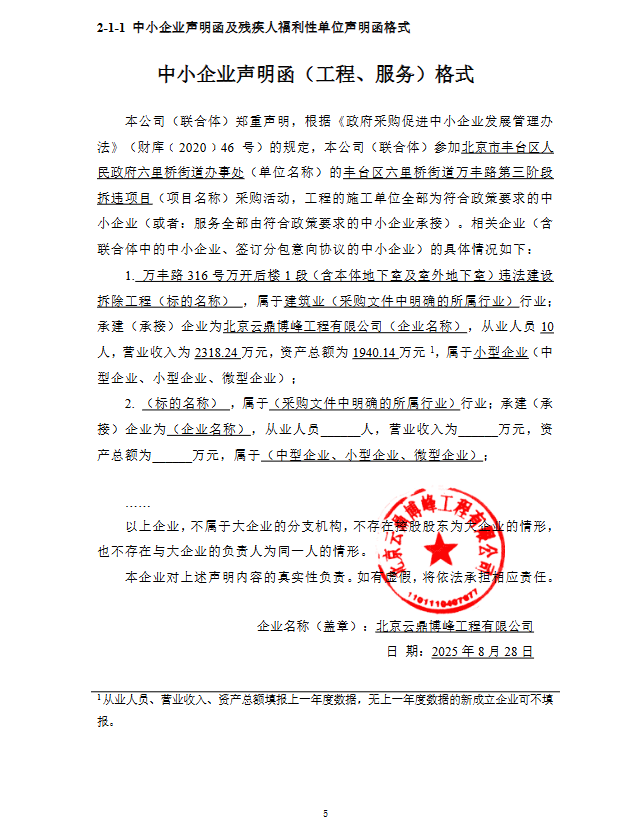 2-1-1 中小企业声明函及残疾人福利性单位声明函格式
中小企业声明函（工程、服务）格式
本公司（联合体）郑重声明，根据《政府采购促进中小企业发展管理办
法》（财库﹝2020﹞46 号）的规定，本公司（联合体）参加北京市丰台区人
民政府六里桥街道办事处（单位名称）的丰台区六里桥街道万丰路第三阶段
拆违项目（项目名称）采购活动，工程的施工单位全部为符合政策要求的中
小企业（或者：服务全部由符合政策要求的中小企业承接）。相关企业（含
联合体中的中小企业、签订分包意向协议的中小企业）的具体情况如下：
1. 万丰路 316 号万开后楼 1 段（含本体地下室及室外地下室）违法建设
拆除工程（标的名称） ，属于建筑业（采购文件中明确的所属行业）行业；
承建（承接）企业为北京云鼎博峰工程有限公司（企业名称），从业人员 10
人，营业收入为 2318.24 万元，资产总额为 1940.14 万元 1，属于小型企业（中
型企业、小型企业、微型企业）；
2. （标的名称） ，属于（采购文件中明确的所属行业）行业；承建（承
接）企业为（企业名称），从业人员______人，营业收入为______万元，资
产总额为______万元，属于（中型企业、小型企业、微型企业）；
……
以上企业，不属于大企业的分支机构，不存在控股股东为大企业的情形，
也不存在与大企业的负责人为同一人的情形。
本企业对上述声明内容的真实性负责。如有虚假，将依法承担相应责任。
北京云鼎博峰工程有限公司
1101110407677
企业名称（盖章）：北京云鼎博峰工程有限公司
日 期：2025 年 8 月 28 日
1 从业人员、营业收入、资产总额填报上一年度数据，无上一年度数据的新成立企业可不填
报。
5